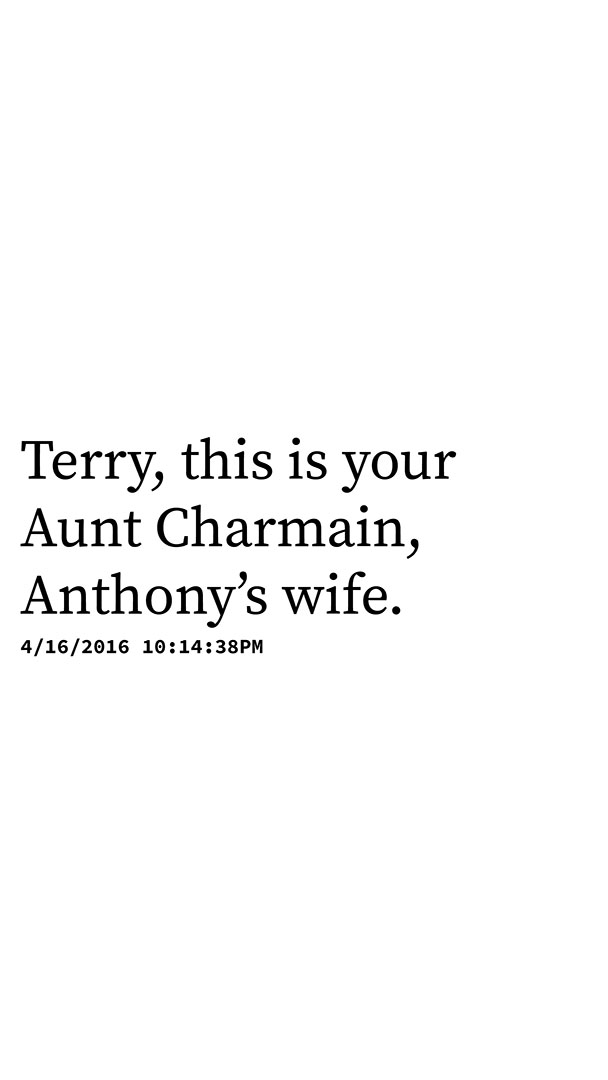 Terry, this is your
Aunt Charmain,
Anthony’s wife.
4/16/2016 10:14:38PM